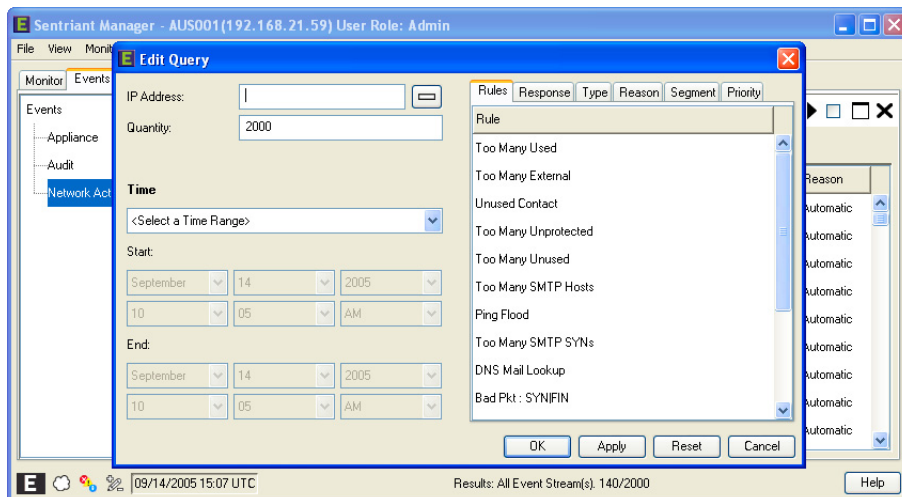 E Sentriant Manager - AUS001(192.168.21.59) User Role: Admin
File View Monit
Monitor Events
Events
Appliance
Audit
Network Act
E Edit Query
IP Address:
Quantity: 2000
Time
<Select a Time Range>
Start:
September 14 2005
10 05 AM
End:
September 14 2005
10 05 AM
Rules Response Type Reason Segment Priority
Rule
Too Many Used
Too Many External
Unused Contact
Too Many Unprotected
Too Many Unused
Too Many SMTP Hosts
Ping Flood
Too Many SMTP SYNs
DNS Mail Lookup
Bad Pkt : SYN|FIN
OK Apply Reset Cancel
Reason
Automatic
Automatic
Automatic
Automatic
Automatic
Automatic
Automatic
Automatic
Automatic
E 09/14/2005 15:07 UTC Results: All Event Stream(s). 140/2000 Help